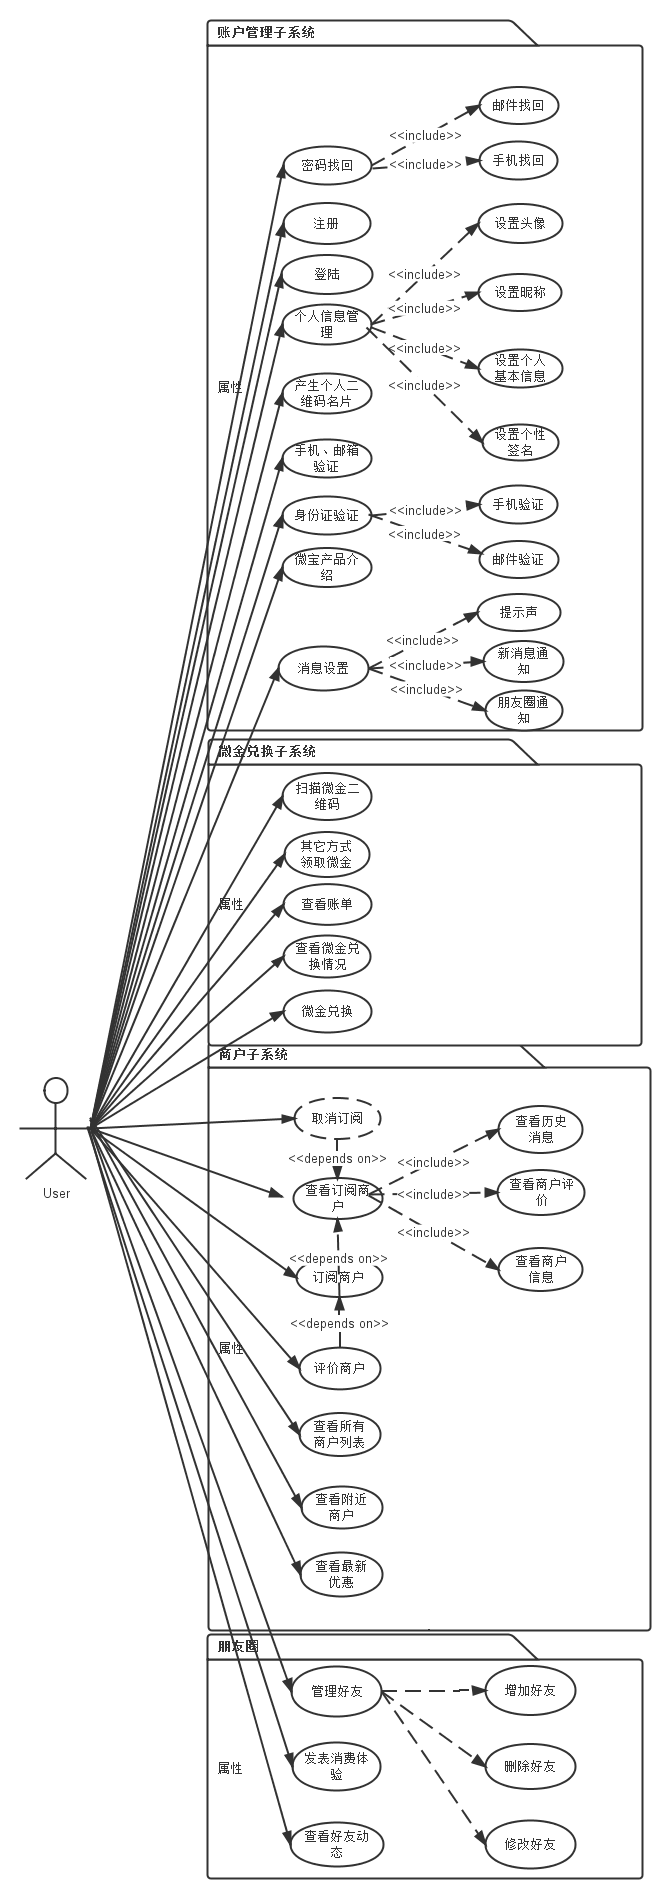 账户管理子系统
邮件找回
<<include>>
密码找回
<<include>>
手机找回
注册
设置头像
登陆
<<include>>
个人信息管
理
设置昵称
<<include>>
<<include>>
设置个人
基本信息
属性
产生个人二
维码名片
<<include>>
设置个性
签名
手机、邮箱
验证
身份证验证
<<include>>
手机验证
<<include>>
邮件验证
微宝产品介
绍
提示声
<<include>>
消息设置
<<include>>
新消息通
知
<<include>>
朋友圈通
知
微金兑换子系统
扫描微金二
维码
其它方式
领取微金
属性
查看账单
查看微金兑
换情况
微金兑换
商户子系统
取消订阅
查看历史
消息
<<depends on>>
<<include>>
User
查看订阅商
户
<<include>>
查看商户评
价
<<include>>
<<depends on>>
订阅商户
查看商户
信息
<<depends on>>
属性
评价商户
查看所有
商户列表
查看附近
商户
查看最新
优惠
朋友圈
管理好友
增加好友
属性
发表消费体
验
删除好友
查看好友动
态
修改好友